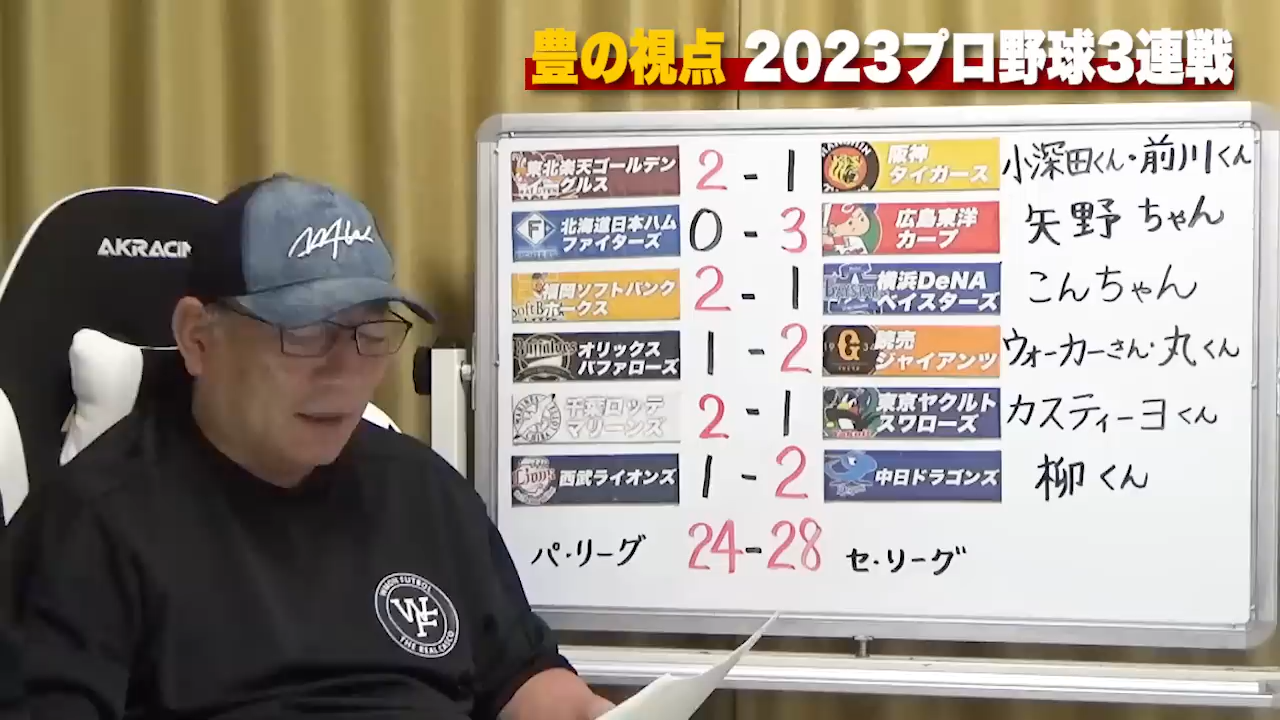 豊の視点 2023プロ野球3連戦
東北楽天ゴールデン
イーグルス
2 - 1
阪神
タイガース
小深田くん・前川くん
北海道日本ハム
ファイターズ
0 - 3
広島東洋
カープ
矢野ちゃん
福岡ソフトバンク
ホークス
2 - 1
横浜DeNA
ベイスターズ
こんちゃん
オリックス
バファローズ
1 - 2
読売
ジャイアンツ
ウォーカーさん・丸くん
千葉ロッテ
マリーンズ
2 - 1
東京ヤクルト
スワローズ
カスティーヨくん
西武ライオンズ
1 - 2
中日ドラゴンズ
柳くん
パ・リーグ 24-28 セ・リーグ
AKRACIN
WF